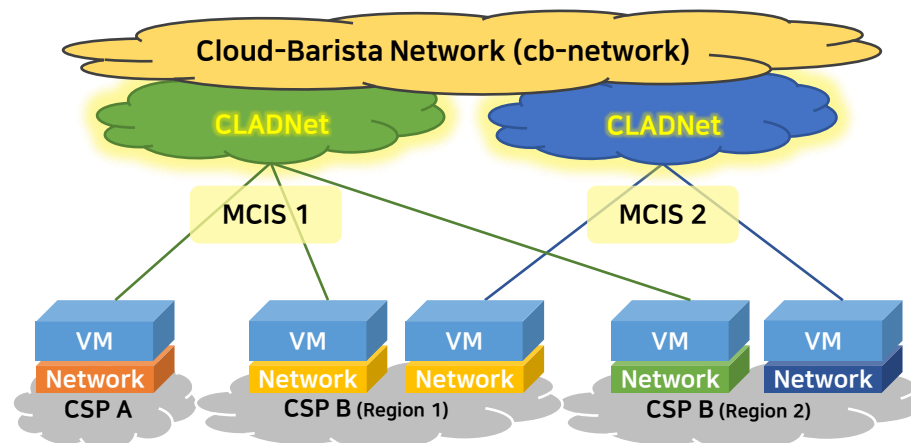 Cloud-Barista Network (cb-network)
CLADNet
CLADNet
MCIS 1
MCIS 2
VM
VM
VM
VM
VM
Network
Network
Network
Network
Network
CSP A
CSP B (Region 1)
CSP B (Region 2)